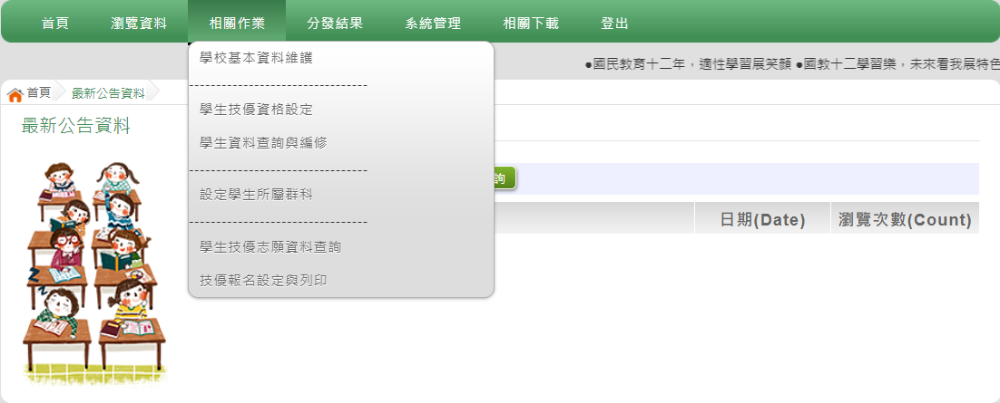 首頁 瀏覽資料 相關作業 分發結果 系統管理 相關下載 登出
●國民教育十二年，適性學習展笑顏 ●國教十二學習樂，未來看我展特色
首頁 最新公告資料
最新公告資料
學校基本資料維護
學生技優資格設定
學生資料查詢與編修
設定學生所屬群科
學生技優志願資料查詢
技優報名設定與列印
詢
日期(Date) 瀏覽次數(Count)